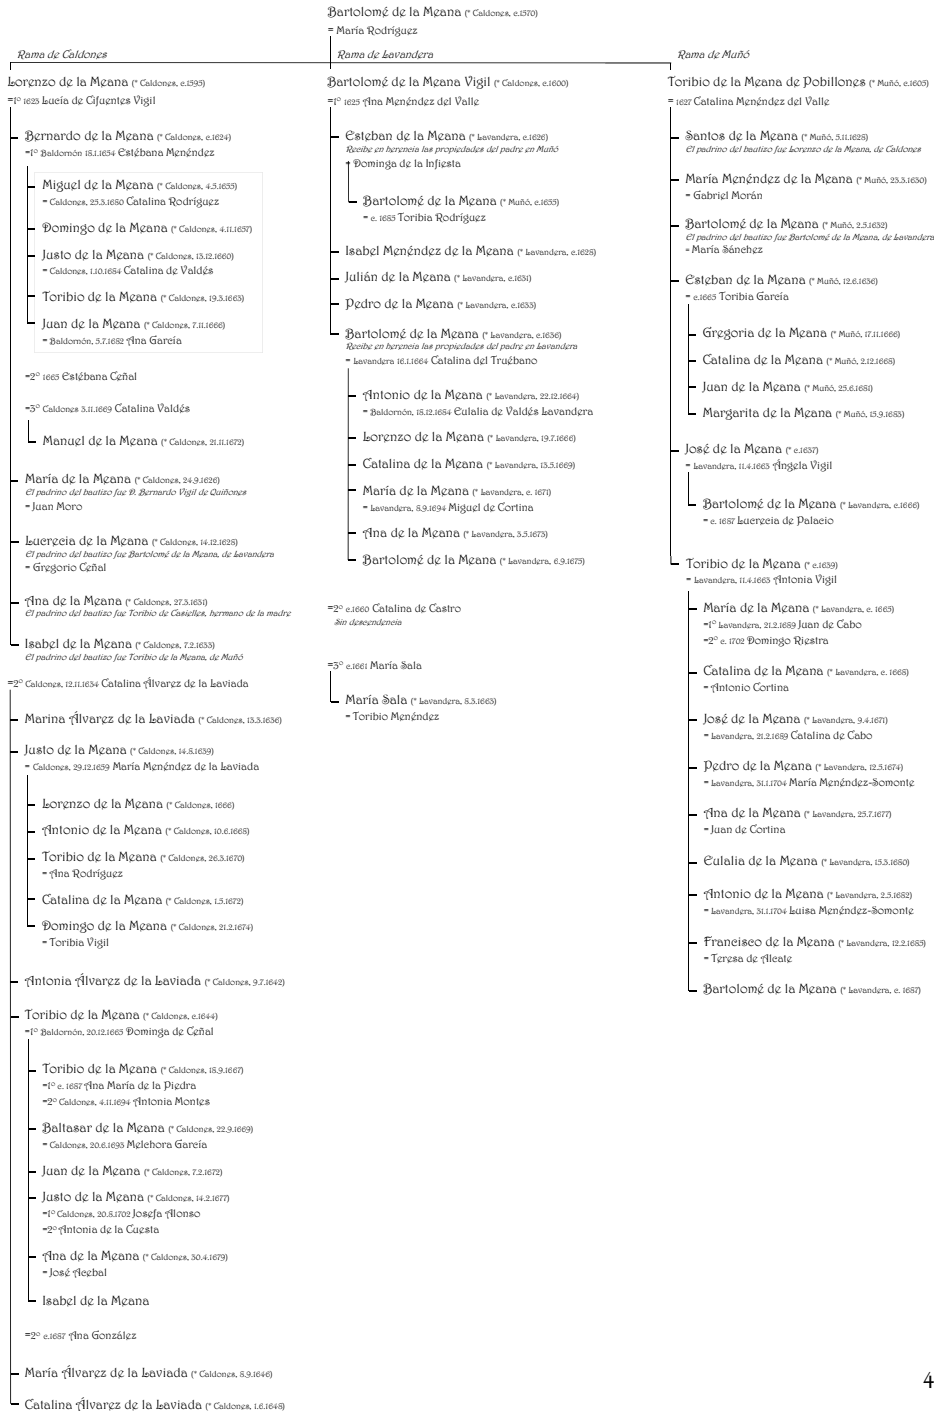 Bartolomé de la Meana (* Caldones, c.1570)
= María Rodríguez
Rama de Caldones
Lorenzo de la Meana (* Caldones, c.1595)
=1º 1623 Lucía de Cifuentes Vigil
Bernardo de la Meana (* Caldones, c.1624)
=1º Baldornón 18.1.1654 Estébana Menéndez
Miguel de la Meana (* Caldones, 4.5.1655)
= Caldones, 25.3.1680 Catalina Rodríguez
Domingo de la Meana (* Caldones, 4.11.1657)
Justo de la Meana (* Caldones, 13.12.1660)
= Caldones, 1.10.1684 Catalina de Valdés
Toribio de la Meana (* Caldones, 19.3.1663)
Juan de la Meana (* Caldones, 7.11.1666)
= Baldornón, 5.7.1682 Ana García
=2º 1665 Estébana Ceñal
=3º Caldones 3.11.1669 Catalina Valdés
Manuel de la Meana (* Caldones, 21.11.1672)
María de la Meana (* Caldones, 24.9.1626)
El padrino del bautizo fue D. Bernardo Vigil de Quiñones
= Juan Moro
Lucrecia de la Meana (* Caldones, 14.12.1628)
El padrino del bautizo fue Bartolomé de la Meana, de Lavandera
= Gregorio Ceñal
Ana de la Meana (* Caldones, 27.3.1631)
El padrino del bautizo fue Toribio de Casielles, hermano de la madre
Isabel de la Meana (* Caldones, 7.2.1633)
El padrino del bautizo fue Toribio de la Meana, de Muñó
=2º Caldones, 12.11.1634 Catalina Álvarez de la Laviada
Marina Álvarez de la Laviada (* Caldones, 13.3.1636)
Justo de la Meana (* Caldones, 14.8.1639)
= Caldones, 29.12.1659 María Menéndez de la Laviada
Lorenzo de la Meana (* Caldones, 1666)
Antonio de la Meana (* Caldones, 10.6.1668)
Toribio de la Meana (* Caldones, 26.3.1670)
= Ana Rodríguez
Catalina de la Meana (* Caldones, 1.5.1672)
Domingo de la Meana (* Caldones, 21.2.1674)
= Toribia Vigil
Antonia Álvarez de la Laviada (* Caldones, 9.7.1642)
Toribio de la Meana (* Caldones, c.1644)
=1º Baldornón, 20.12.1663 Dominga de Ceñal
Toribio de la Meana (* Caldones, 18.9.1667)
=1º c. 1687 Ana María de la Piedra
=2º Caldones, 4.11.1694 Antonia Montes
Baltasar de la Meana (* Caldones, 22.9.1669)
= Caldones, 20.6.1693 Melchora García
Juan de la Meana (* Caldones, 7.2.1672)
Justo de la Meana (* Caldones, 14.2.1677)
=1º Caldones, 20.8.1702 Josefa Alonso
=2º Antonia de la Cuesta
Ana de la Meana (* Caldones, 30.4.1679)
= José Acebal
Isabel de la Meana
=2º c.1687 Ana González
María Álvarez de la Laviada (* Caldones, 8.9.1646)
Catalina Álvarez de la Laviada (* Caldones, 1.6.1648)
Rama de Lavandera
Bartolomé de la Meana Vigil (* Caldones, c.1600)
=1º 1625 Ana Menéndez del Valle
Esteban de la Meana (* Lavandera, c.1626)
Recibe en herencia las propiedades del padre en Muñó
+ Dominga de la Infiesta
Bartolomé de la Meana (* Muñó, c.1655)
= c. 1685 Toribia Rodríguez
Isabel Menéndez de la Meana (* Lavandera, c.1628)
Julián de la Meana (* Lavandera, c.1631)
Pedro de la Meana (* Lavandera, c.1633)
Bartolomé de la Meana (* Lavandera, c.1636)
Recibe en herencia las propiedades del padre en Lavandera
= Lavandera 16.1.1664 Catalina del Truébano
Antonio de la Meana (* Lavandera, 22.12.1664)
= Baldornón, 18.12.1684 Eulalia de Valdés Lavandera
Lorenzo de la Meana (* Lavandera, 19.7.1666)
Catalina de la Meana (* Lavandera, 13.5.1669)
María de la Meana (* Lavandera, c. 1671)
= Lavandera, 8.9.1694 Miguel de Cortina
Ana de la Meana (* Lavandera, 3.5.1673)
Bartolomé de la Meana (* Lavandera, 6.9.1675)
=2º c.1660 Catalina de Castro
Sin descendencia
=3º c.1661 María Sala
María Sala (* Lavandera, 8.3.1663)
= Toribio Menéndez
Rama de Muñó
Toribio de la Meana de Pobillones (* Muñó, c.1605)
= 1627 Catalina Menéndez del Valle
Santos de la Meana (* Muñó, 5.11.1628)
El padrino del bautizo fue Lorenzo de la Meana, de Caldones
María Menéndez de la Meana (* Muñó, 23.3.1630)
= Gabriel Morán
Bartolomé de la Meana (* Muñó, 2.5.1632)
El padrino del bautizo fue Bartolomé de la Meana, de Lavandera
= María Sánchez
Esteban de la Meana (* Muñó, 12.6.1636)
= c.1665 Toribia García
Gregoria de la Meana (* Muñó, 17.11.1666)
Catalina de la Meana (* Muñó, 2.12.1668)
Juan de la Meana (* Muñó, 25.6.1681)
Margarita de la Meana (* Muñó, 15.9.1683)
José de la Meana (* c.1637)
= Lavandera, 11.4.1663 Ángela Vigil
Bartolomé de la Meana (* Lavandera, c.1666)
= c. 1687 Lucrecia de Palacio
Toribio de la Meana (* c.1639)
= Lavandera, 11.4.1663 Antonia Vigil
María de la Meana (* Lavandera, c. 1665)
=1º Lavandera, 21.2.1689 Juan de Cabo
=2º c. 1702 Domingo Riestra
Catalina de la Meana (* Lavandera, c. 1668)
= Antonio Cortina
José de la Meana (* Lavandera, 9.4.1671)
= Lavandera, 21.2.1689 Catalina de Cabo
Pedro de la Meana (* Lavandera, 12.5.1674)
= Lavandera, 31.1.1704 María Menéndez-Somonte
Ana de la Meana (* Lavandera, 25.7.1677)
= Juan de Cortina
Eulalia de la Meana (* Lavandera, 15.3.1680)
Antonio de la Meana (* Lavandera, 2.5.1682)
= Lavandera, 31.1.1704 Luisa Menéndez-Somonte
Francisco de la Meana (* Lavandera, 12.2.1685)
= Teresa de Alcate
Bartolomé de la Meana (* Lavandera, c. 1687)
4